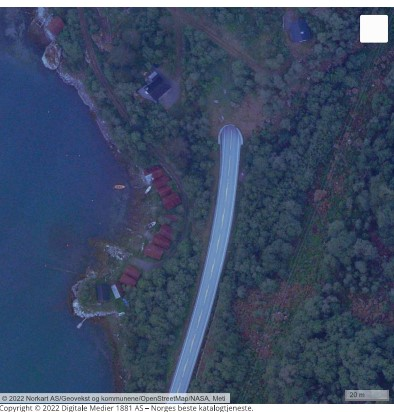 20 m
© 2022 Norkart AS/Geovekst og kommunene/OpenStreetMap/NASA, Meti
Copyright © 2022 Digitale Medier 1881 AS – Norges beste katalogtjeneste.